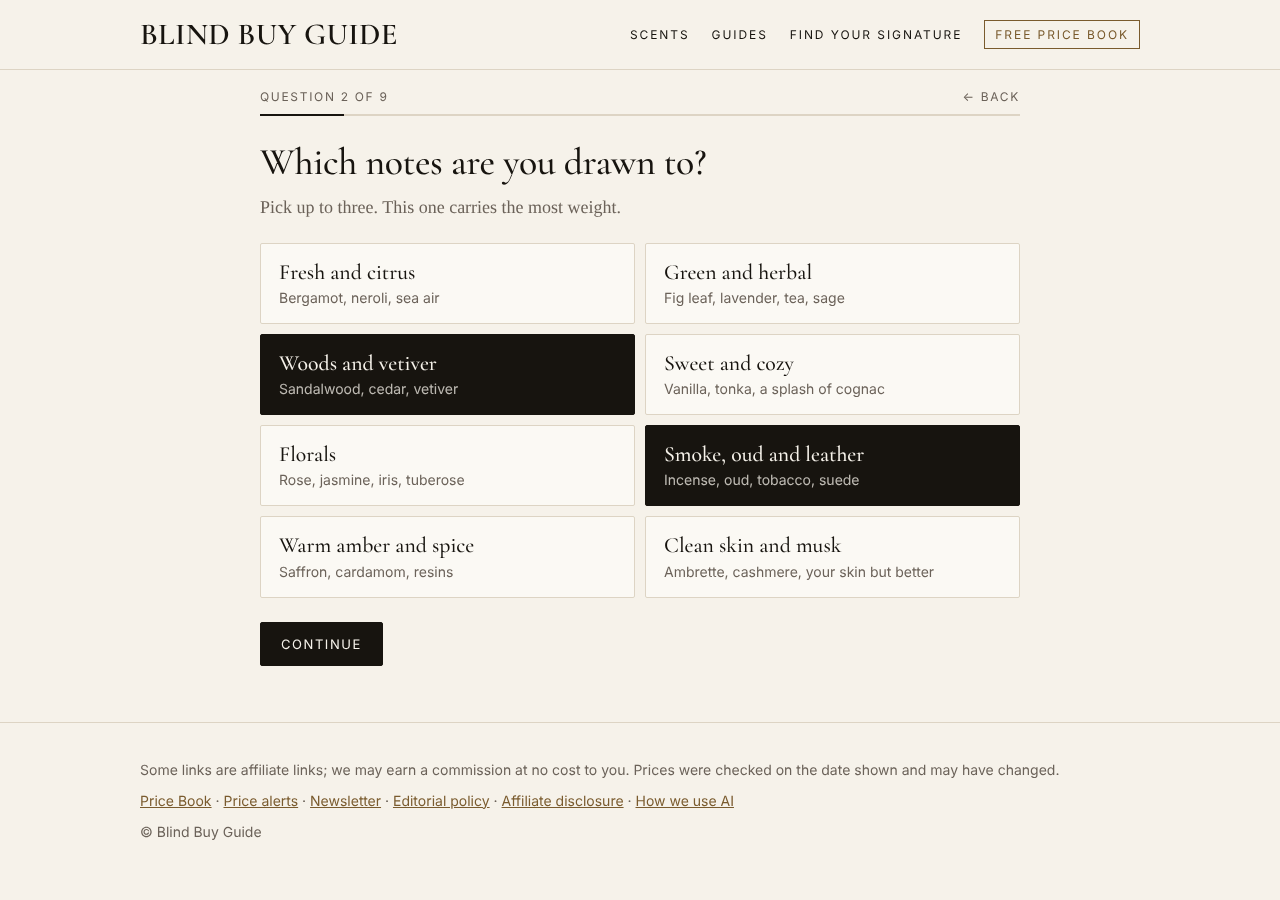 BLIND BUY GUIDE
SCENTS GUIDES FIND YOUR SIGNATURE FREE PRICE BOOK
QUESTION 2 OF 9 ← BACK
Which notes are you drawn to?
Pick up to three. This one carries the most weight.
Fresh and citrus
Bergamot, neroli, sea air
Green and herbal
Fig leaf, lavender, tea, sage
Woods and vetiver
Sandalwood, cedar, vetiver
Sweet and cozy
Vanilla, tonka, a splash of cognac
Florals
Rose, jasmine, iris, tuberose
Smoke, oud and leather
Incense, oud, tobacco, suede
Warm amber and spice
Saffron, cardamom, resins
Clean skin and musk
Ambrette, cashmere, your skin but better
CONTINUE
Some links are affiliate links; we may earn a commission at no cost to you. Prices were checked on the date shown and may have changed.
Price Book · Price alerts · Newsletter · Editorial policy · Affiliate disclosure · How we use AI
© Blind Buy Guide